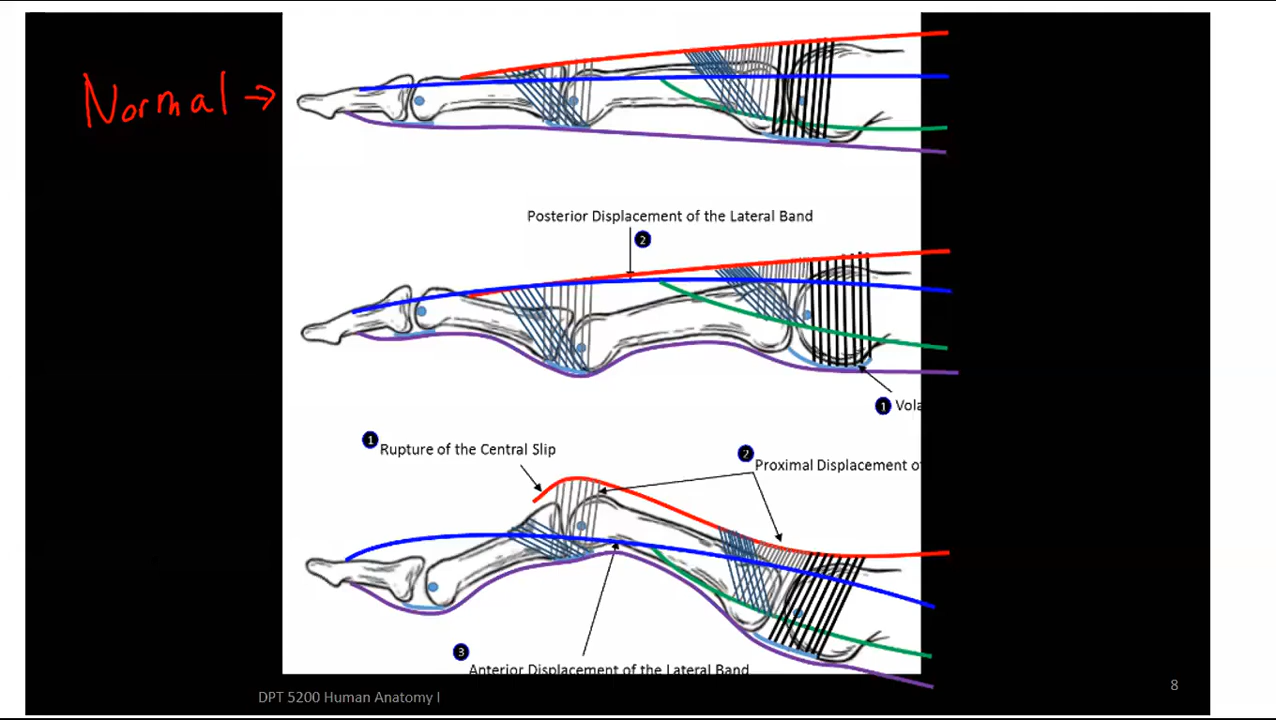 Normal →
Posterior Displacement of the Lateral Band
2
1 Vola
1 Rupture of the Central Slip
2 Proximal Displacement o
3 Anterior Displacement of the Lateral Band
DPT 5200 Human Anatomy I
8